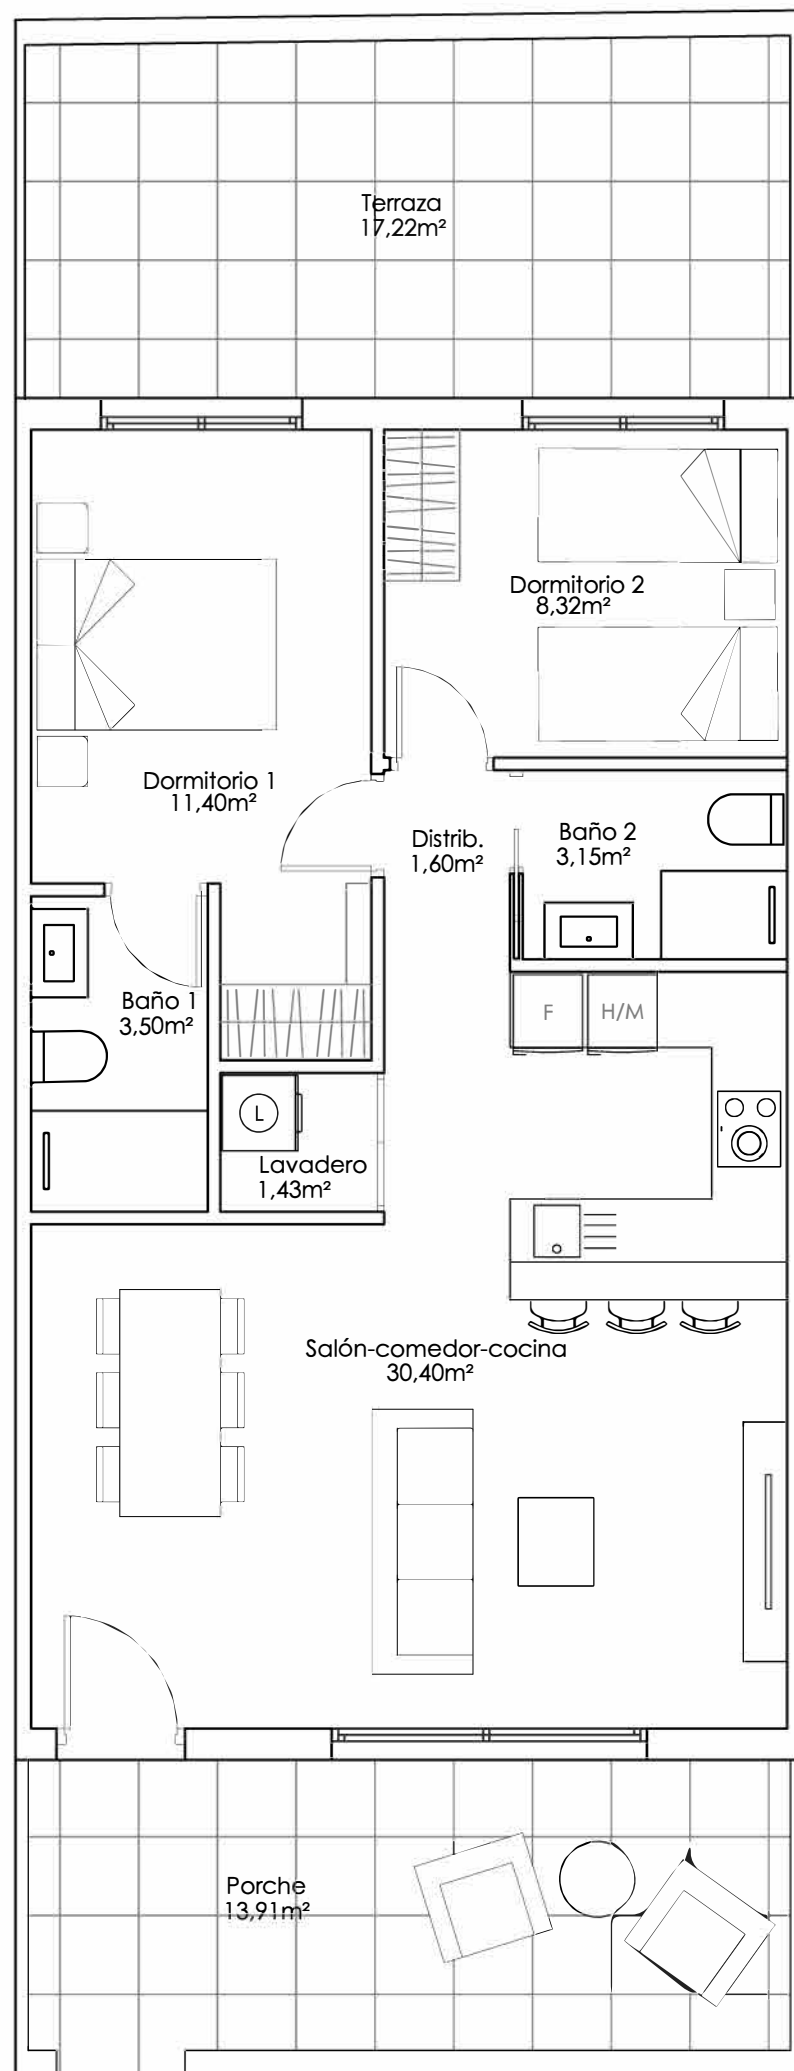 Terraza
17,22m²
Dormitorio 2
8,32m²
Dormitorio 1
11,40m²
Distrib.
1,60m²
Baño 2
3,15m²
Baño 1
3,50m²
F
H/M
L
Lavadero
1,43m²
Salón-comedor-cocina
30,40m²
Porche
13,91m²